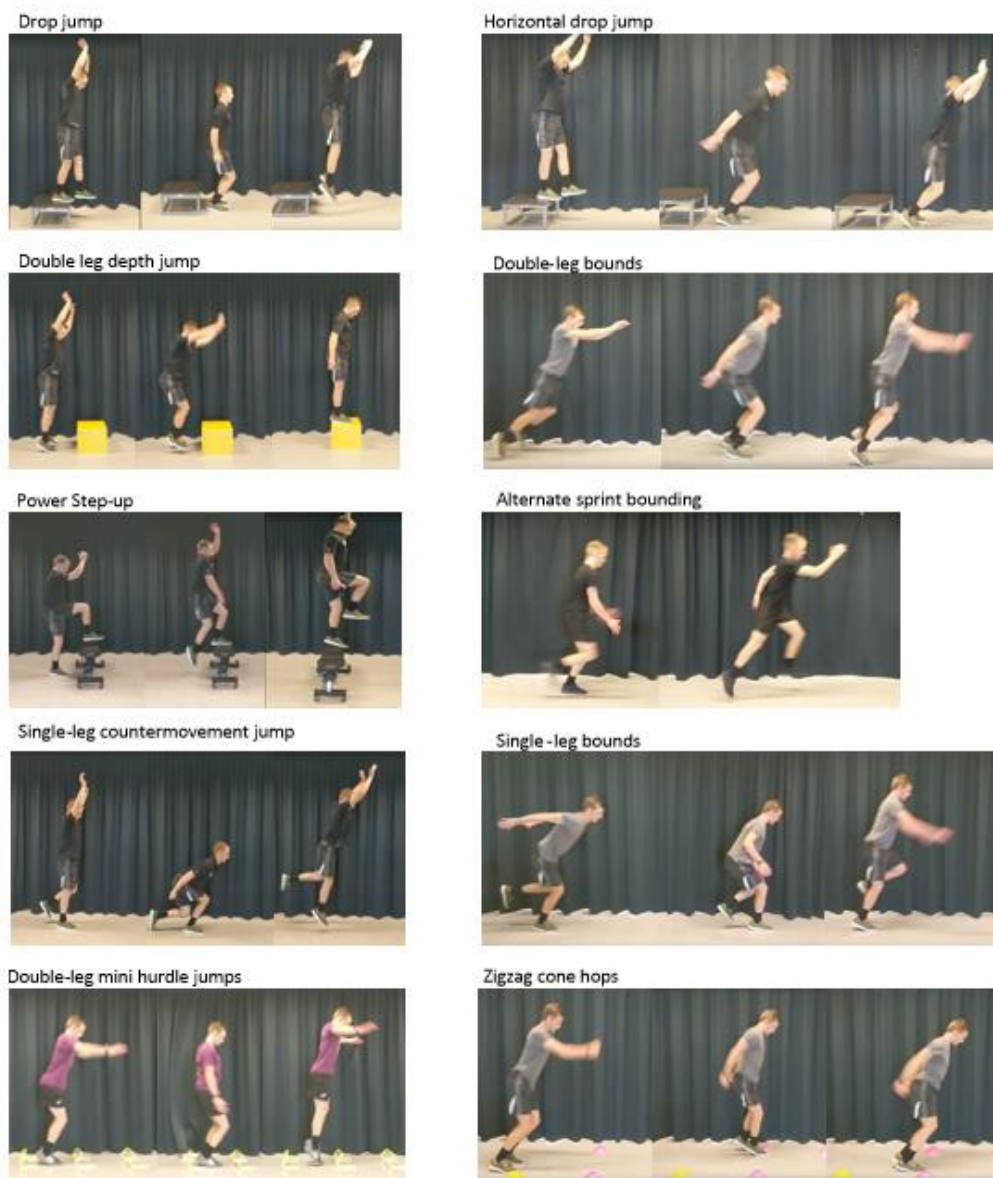 Drop jump
Horizontal drop jump
Double leg depth jump
Double-leg bounds
Power Step-up
Alternate sprint bounding
Single-leg countermovement jump
Single -leg bounds
Double-leg mini hurdle jumps
Zigzag cone hops